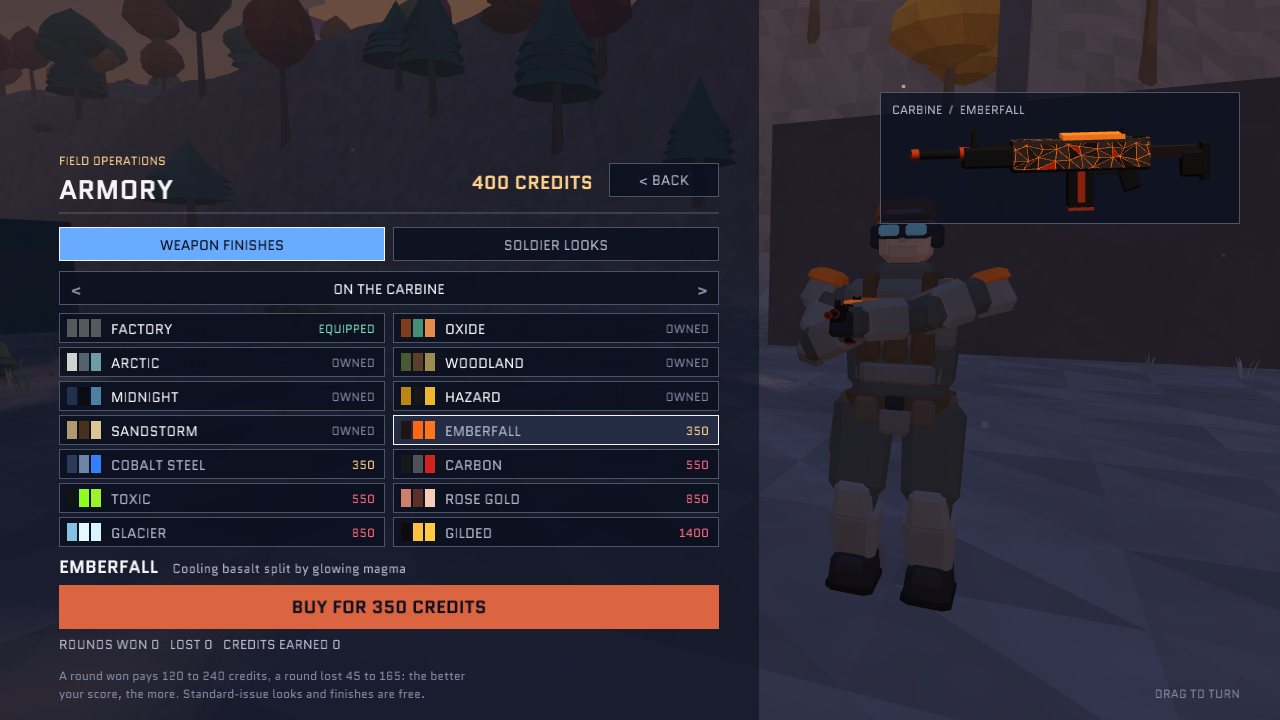 FIELD OPERATIONS
ARMORY
400 CREDITS
< BACK
WEAPON FINISHES
SOLDIER LOOKS
< ON THE CARBINE >
FACTORY EQUIPPED
OXIDE OWNED
ARCTIC OWNED
WOODLAND OWNED
MIDNIGHT OWNED
HAZARD OWNED
SANDSTORM OWNED
EMBERFALL 350
COBALT STEEL 350
CARBON 550
TOXIC 550
ROSE GOLD 850
GLACIER 850
GILDED 1400
EMBERFALL Cooling basalt split by glowing magma
BUY FOR 350 CREDITS
ROUNDS WON 0 LOST 0 CREDITS EARNED 0
A round won pays 120 to 240 credits, a round lost 45 to 165: the better
your score, the more. Standard-issue looks and finishes are free.
CARBINE / EMBERFALL
DRAG TO TURN